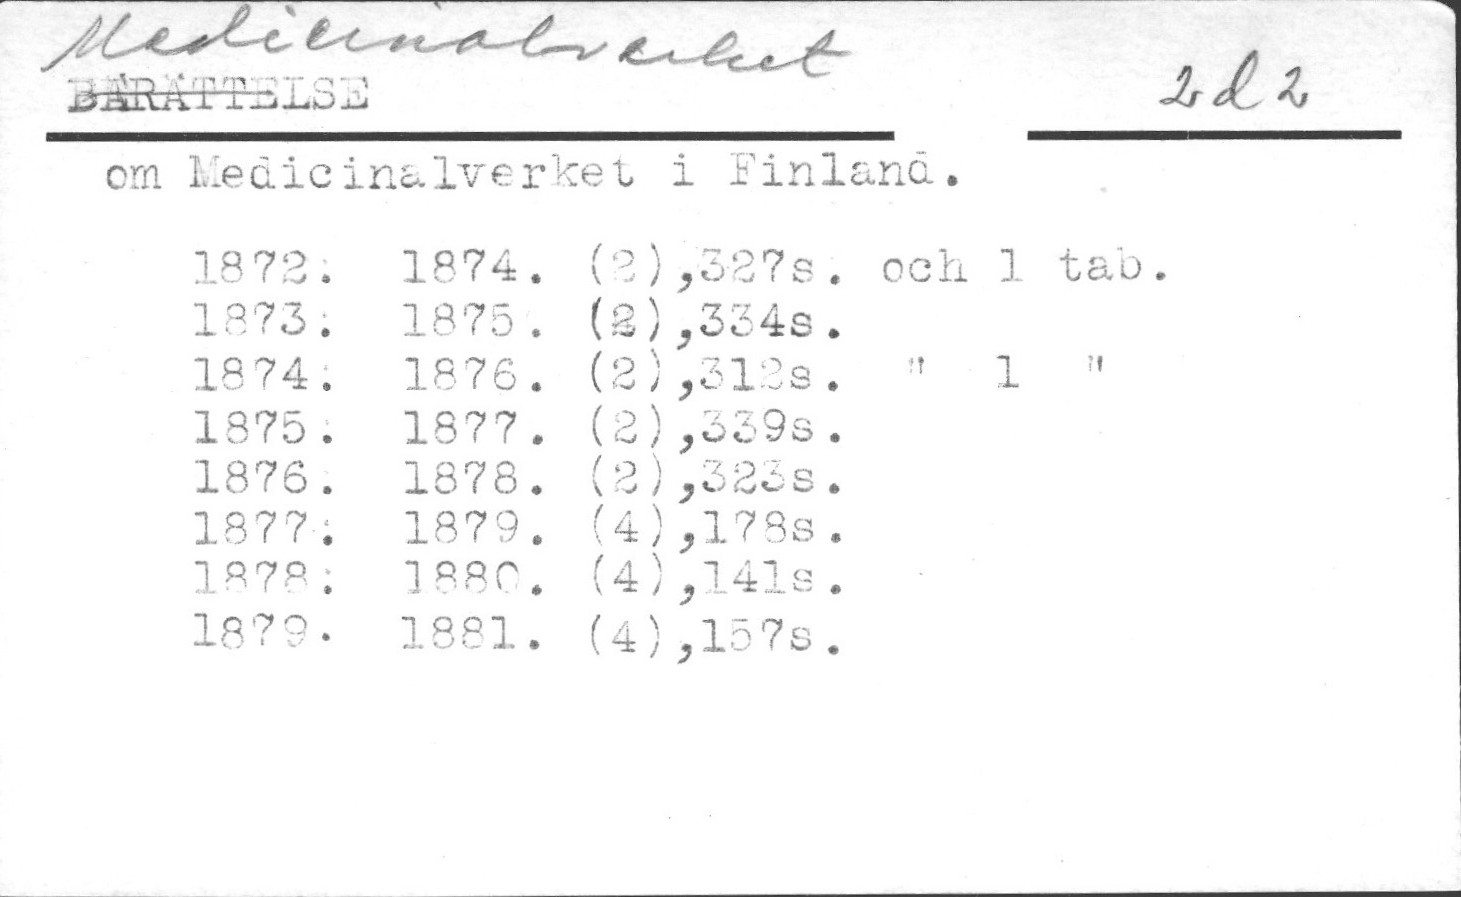 Medicinalverket
BÄRÄTTELSE
2d2
om Medicinalverket i Finland.
1872: 1874. (2),327s. och 1 tab.
1873: 1875. (2),334s.
1874: 1876. (2),312s. " 1 "
1875: 1877. (2),339s.
1876: 1878. (2),323s.
1877: 1879. (4),178s.
1878: 1880. (4),141s.
1879. 1881. (4),157s.